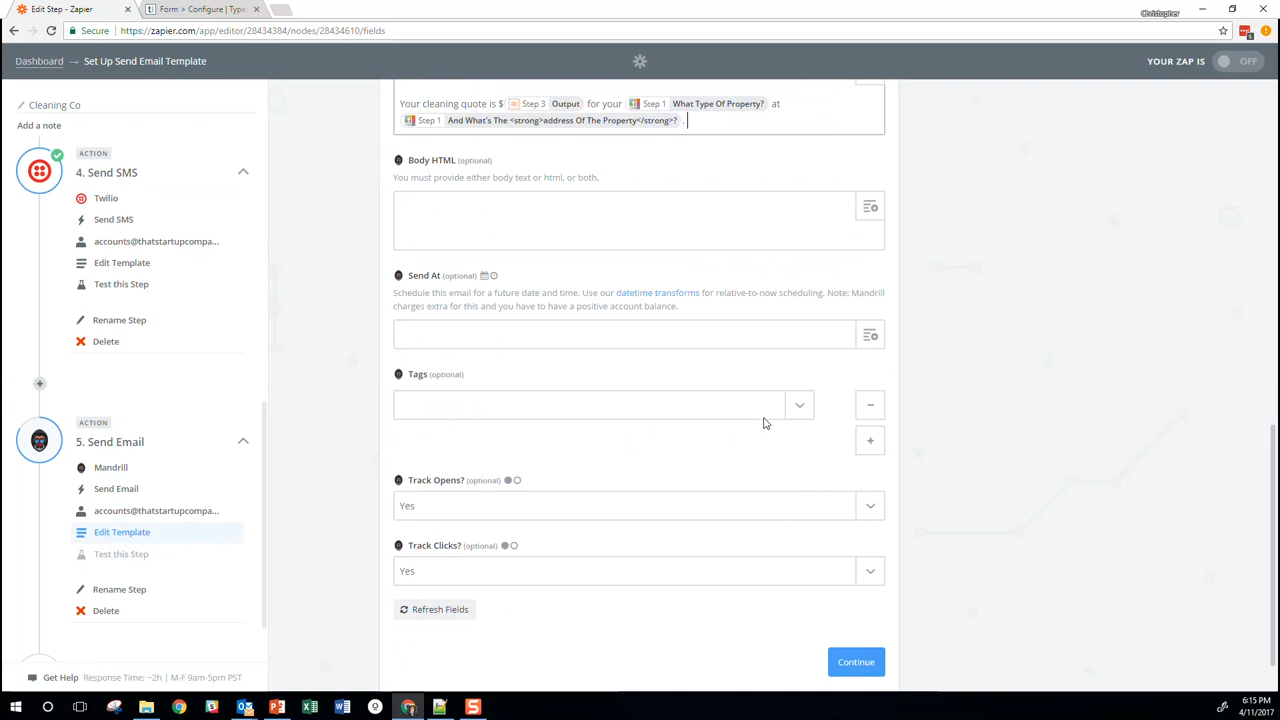 Edit Step - Zapier
Form > Configure | Type
Christopher
Secure
https://zapier.com/app/editor/28434384/nodes/28434610/fields
Dashboard → Set Up Send Email Template
YOUR ZAP IS
OFF
Cleaning Co
Add a note
ACTION
4. Send SMS
Twilio
Send SMS
accounts@thatstartupcompa...
Edit Template
Test this Step
Rename Step
Delete
ACTION
5. Send Email
Mandrill
Send Email
accounts@thatstartupcompa...
Edit Template
Test this Step
Rename Step
Delete
Get Help Response Time: ~2h | M-F 9am-5pm PST
Your cleaning quote is $ Step 3 Output for your Step 1 What Type Of Property? at
Step 1 And What's The <strong>address Of The Property</strong>? .
Body HTML (optional)
You must provide either body text or html, or both.
Send At (optional)
Schedule this email for a future date and time. Use our datetime transforms for relative-to-now scheduling. Note: Mandrill
charges extra for this and you have to have a positive account balance.
Tags (optional)
Track Opens? (optional)
Yes
Track Clicks? (optional)
Yes
Refresh Fields
Continue
6:15 PM
4/11/2017